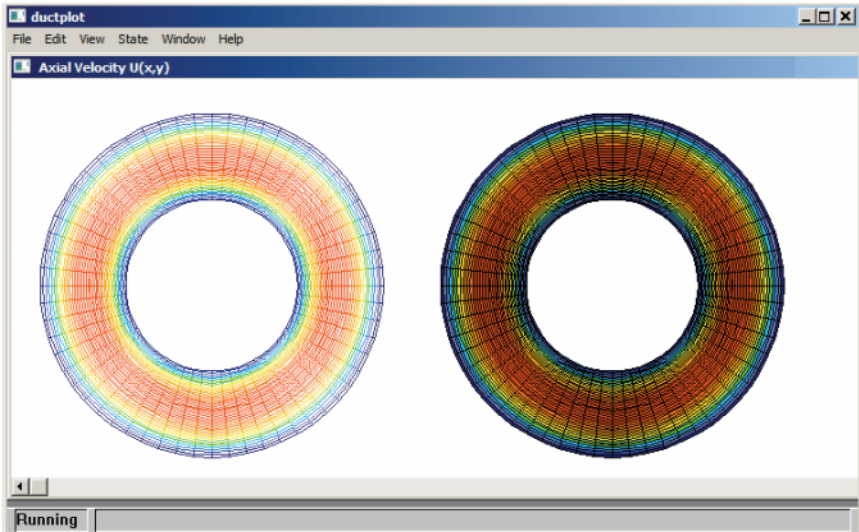 ductplot
File Edit View State Window Help
Axial Velocity U(x,y)
Running